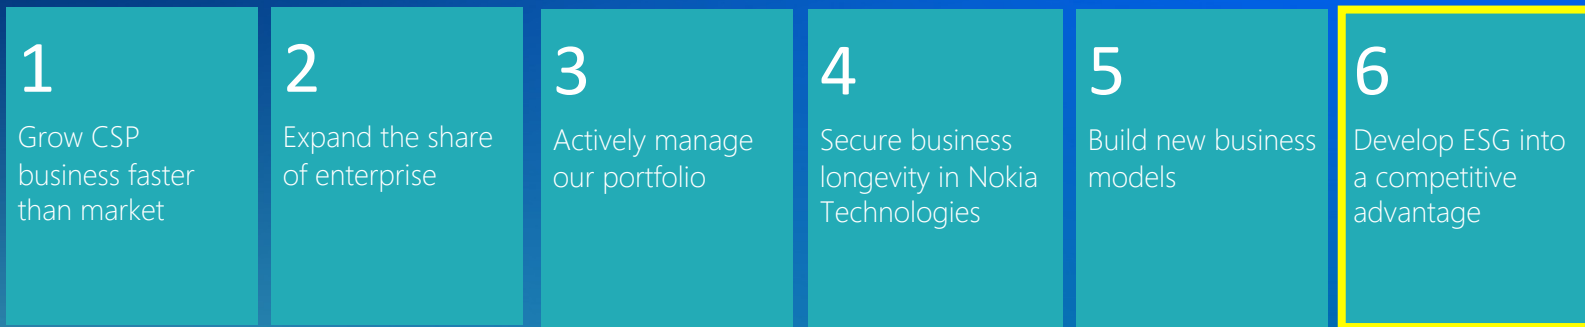 1
Grow CSP
business faster
than market
2
Expand the share
of enterprise
3
Actively manage
our portfolio
4
Secure business
longevity in Nokia
Technologies
5
Build new business
models
6
Develop ESG into
a competitive
advantage